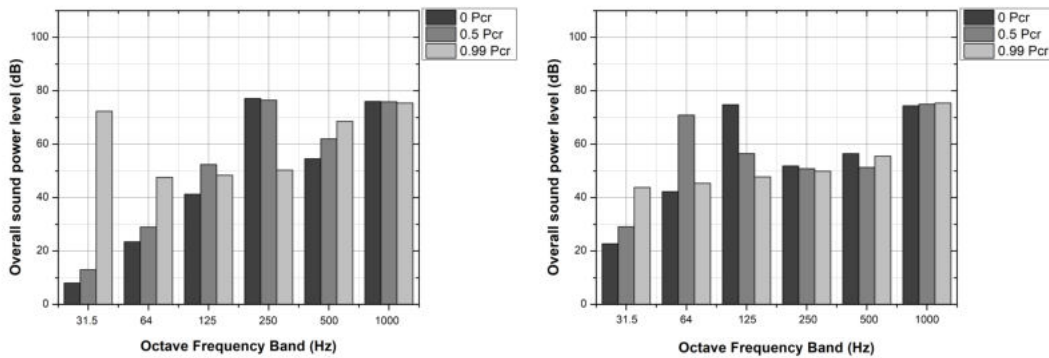 0 Pcr
0.5 Pcr
0.99 Pcr
Overall sound power level (dB)
100
80
60
40
20
0
31.5 64 125 250 500 1000
Octave Frequency Band (Hz)
0 Pcr
0.5 Pcr
0.99 Pcr
Overall sound power level (dB)
100
80
60
40
20
0
31.5 64 125 250 500 1000
Octave Frequency Band (Hz)